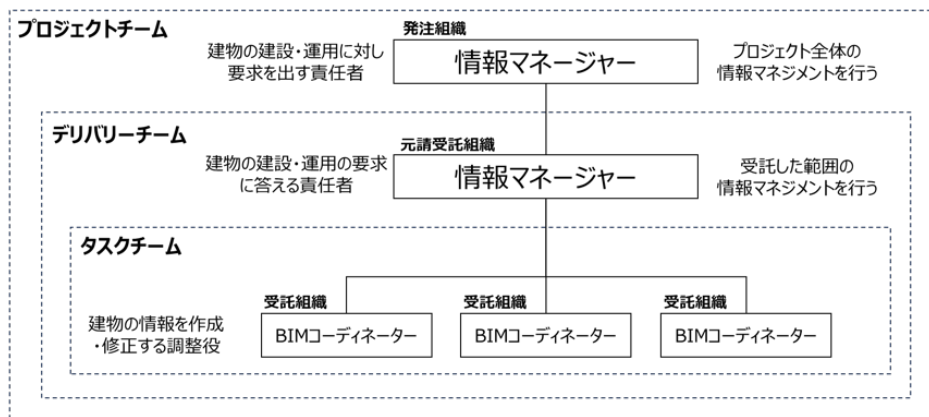 プロジェクトチーム
発注組織
建物の建設・運用に対し
要求を出す責任者
情報マネージャー
プロジェクト全体の
情報マネジメントを行う
デリバリーチーム
元請受託組織
建物の建設・運用の要求
に答える責任者
情報マネージャー
受託した範囲の
情報マネジメントを行う
タスクチーム
建物の情報を作成
・修正する調整役
受託組織
BIMコーディネーター
受託組織
BIMコーディネーター
受託組織
BIMコーディネーター